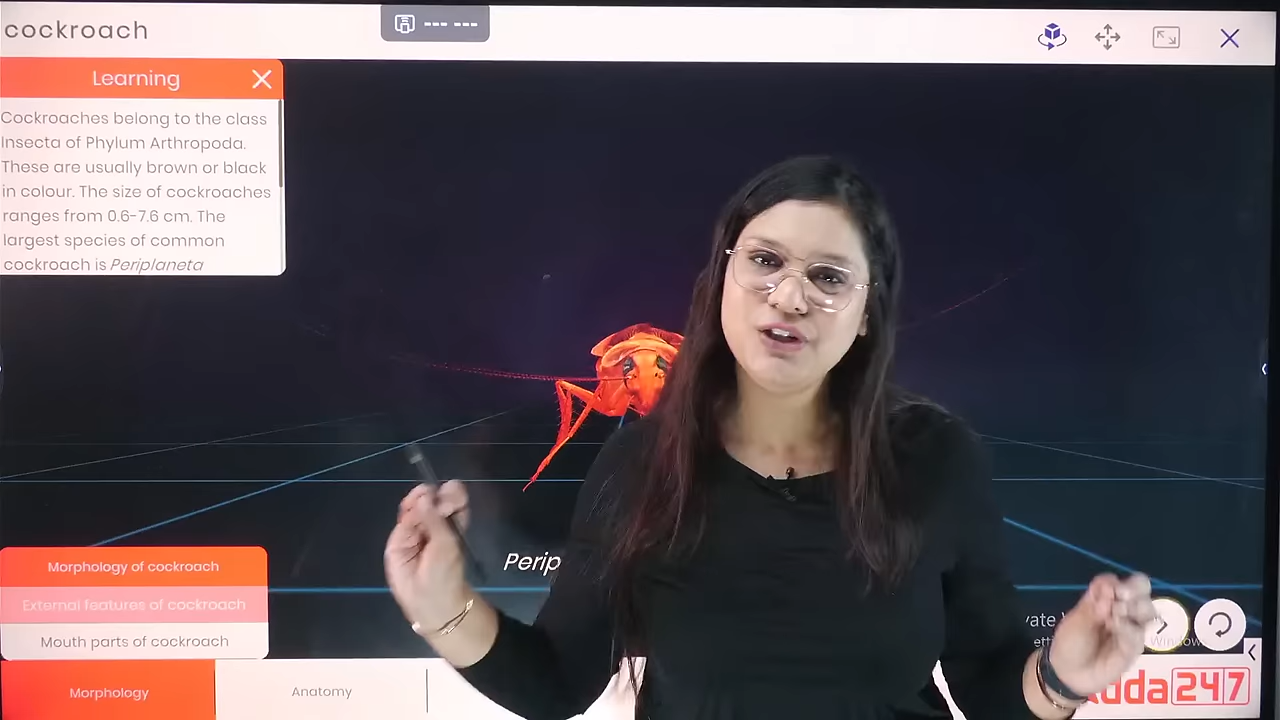 cockroach
Learning
Cockroaches belong to the class
Insecta of Phylum Arthropoda.
These are usually brown or black
in colour. The size of cockroaches
ranges from 0.6-7.6 cm. The
largest species of common
cockroach is Periplaneta
Perip
Morphology of cockroach
External features of cockroach
Mouth parts of cockroach
Morphology
Anatomy
Window
dda247